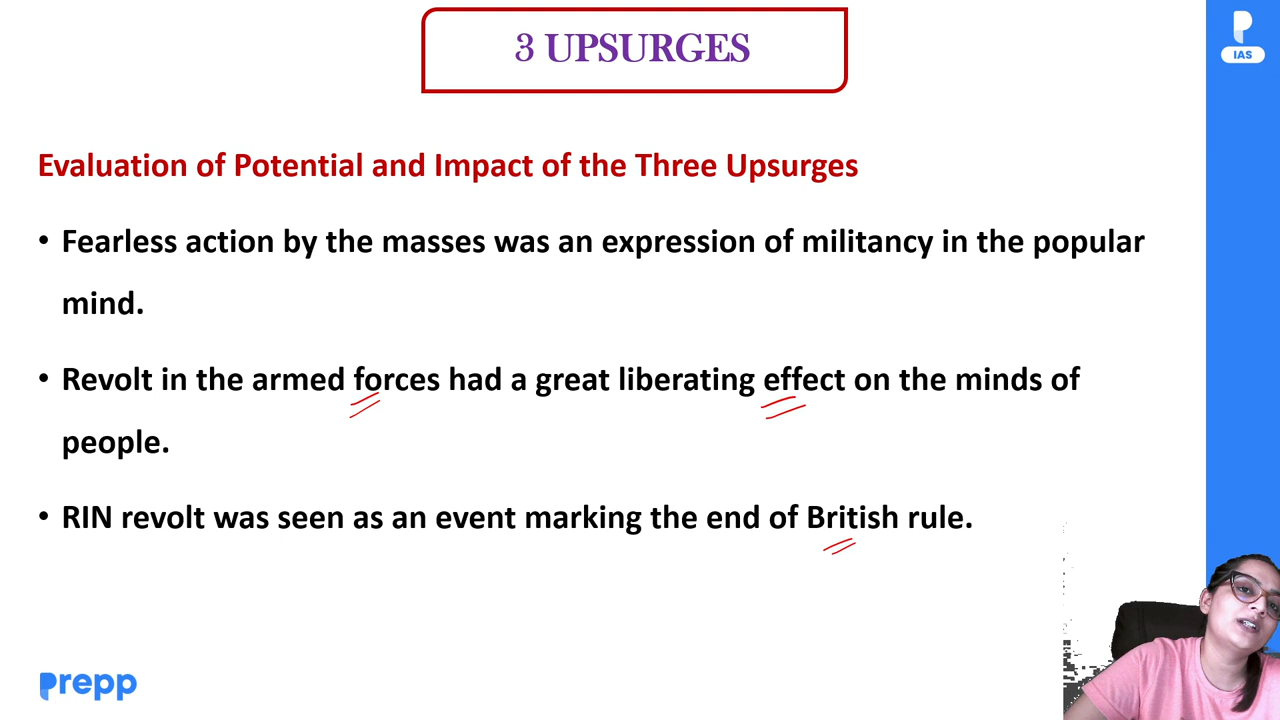 3 UPSURGES
IAS
Evaluation of Potential and Impact of the Three Upsurges
• Fearless action by the masses was an expression of militancy in the popular
mind.
• Revolt in the armed forces had a great liberating effect on the minds of
people.
• RIN revolt was seen as an event marking the end of British rule.
prepp